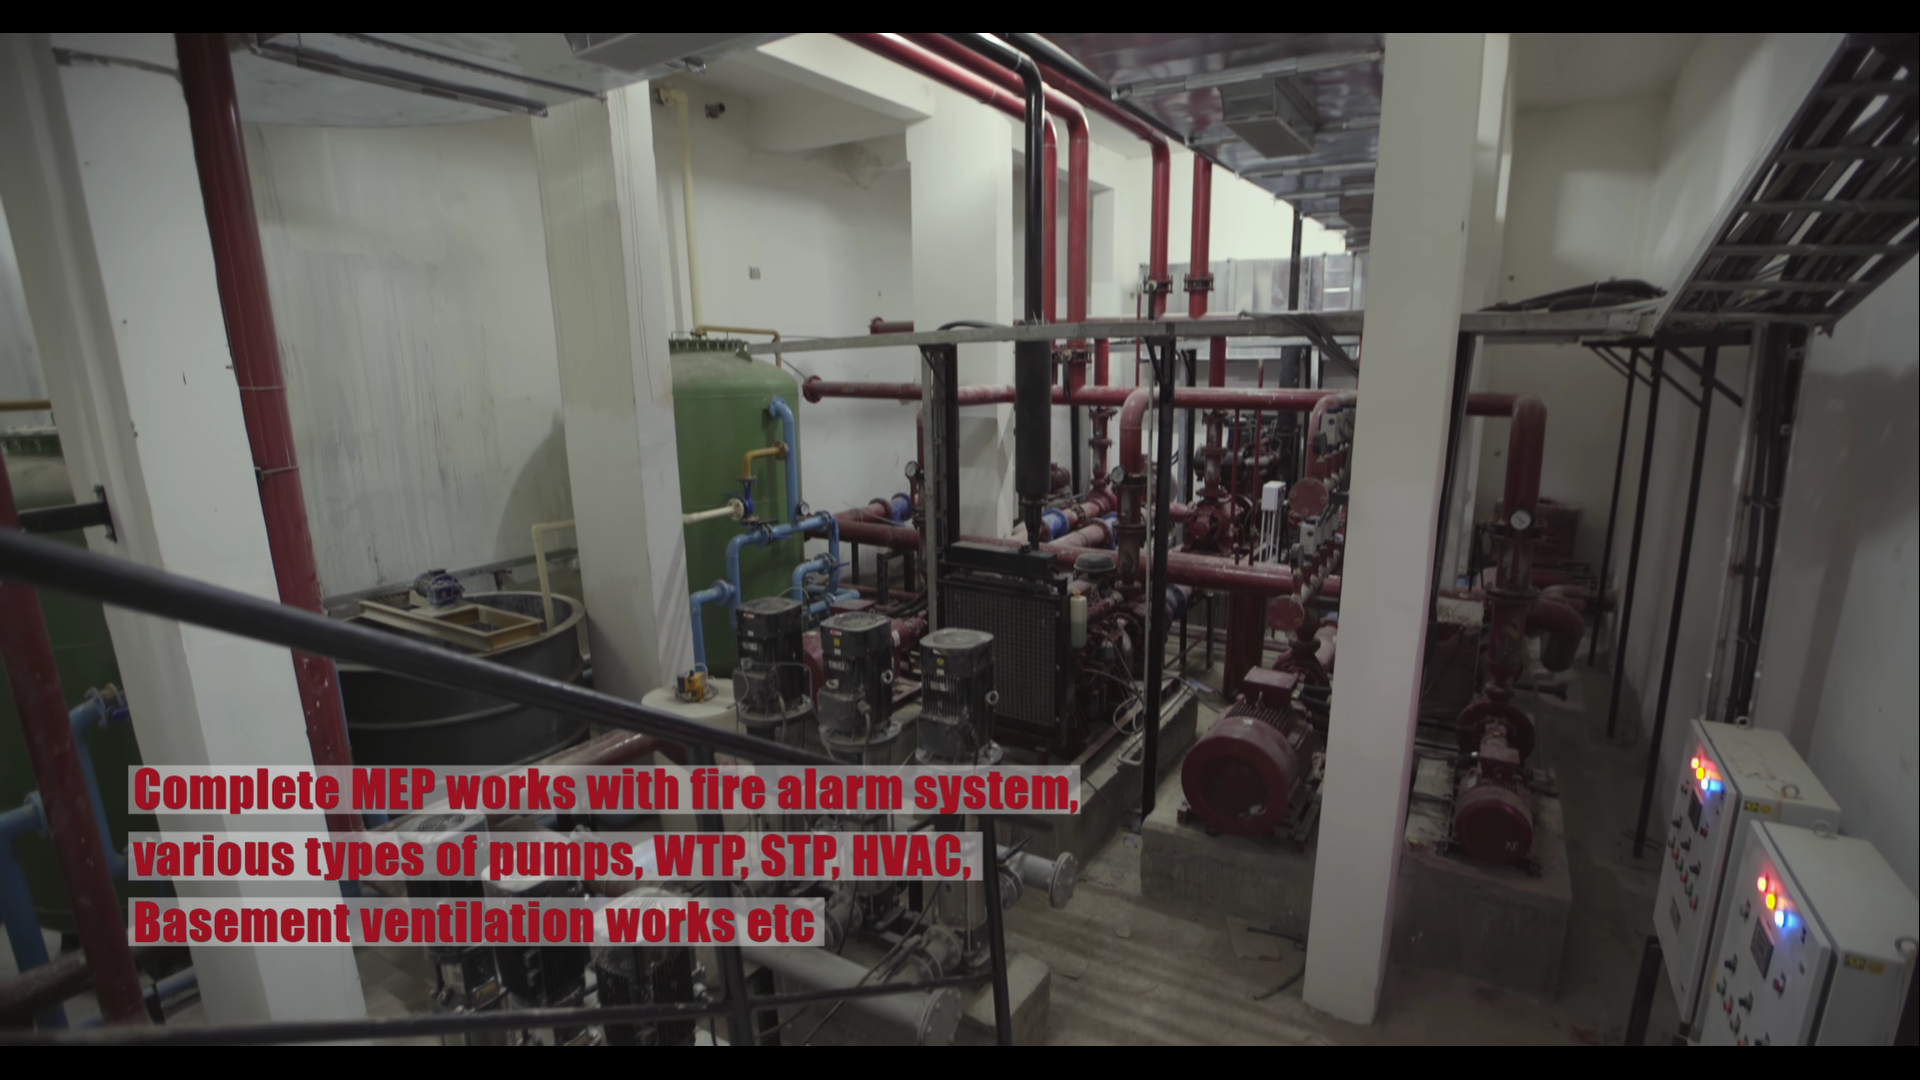 Complete MEP works with fire alarm system,
various types of pumps, WTP, STP, HVAC,
Basement ventilation works etc